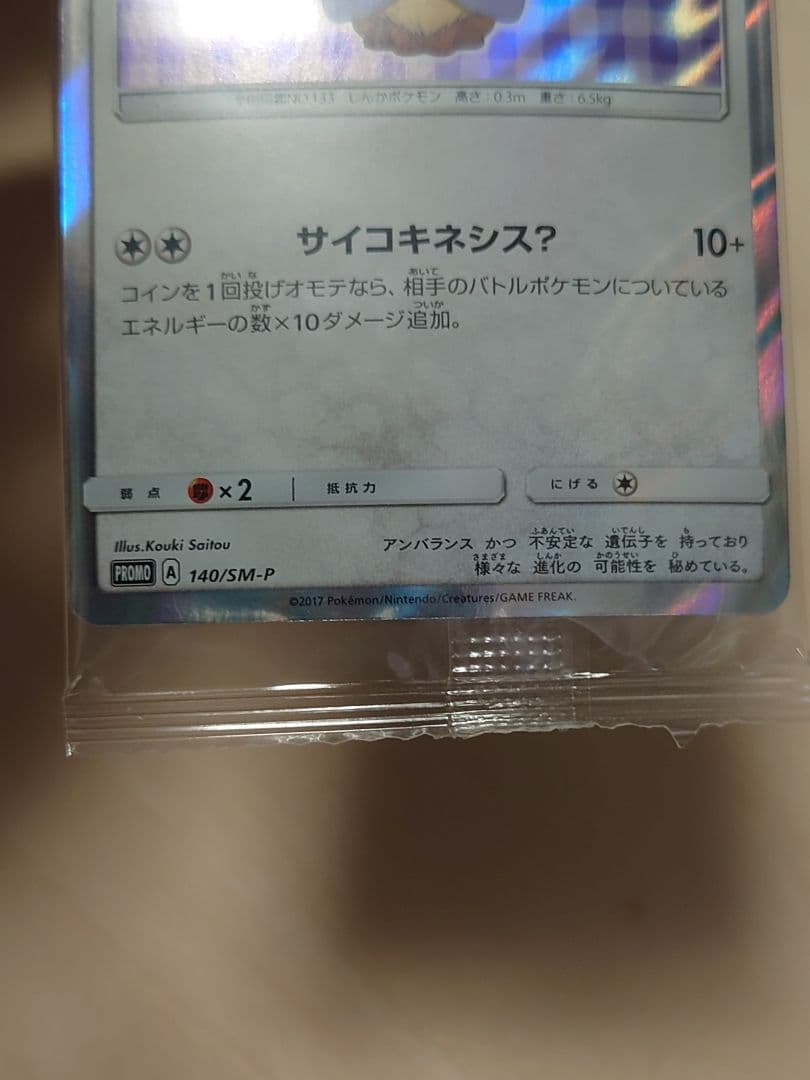 NO.133 しんかポケモン 高さ:0.3m 重さ:6.5kg
サイコキネシス? 10+
コインを1回投げオモテなら、相手のバトルポケモンについている
エネルギーの数×10ダメージ追加。
弱点 ×2 抵抗力 にげる
Illus.Kouki Saitou
アンバランス かつ 不安定な 遺伝子を 持っており
様々な 進化の 可能性を 秘めている。
PROMO A 140/SM-P
©2017 Pokémon/Nintendo/Creatures/GAME FREAK.